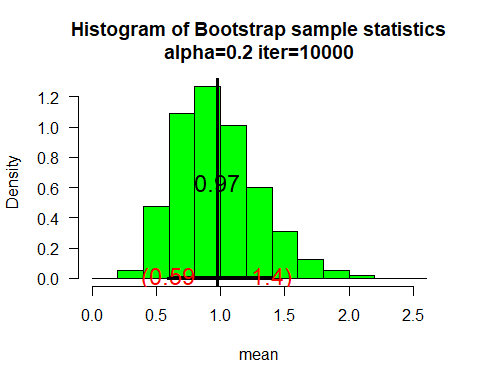 Histogram of Bootstrap sample statistics
alpha=0.2 iter=10000
Density
1.2
1.0
0.8
0.6
0.4
0.2
0.0
0.97
(0.59
1.4)
0.0 0.5 1.0 1.5 2.0 2.5
mean